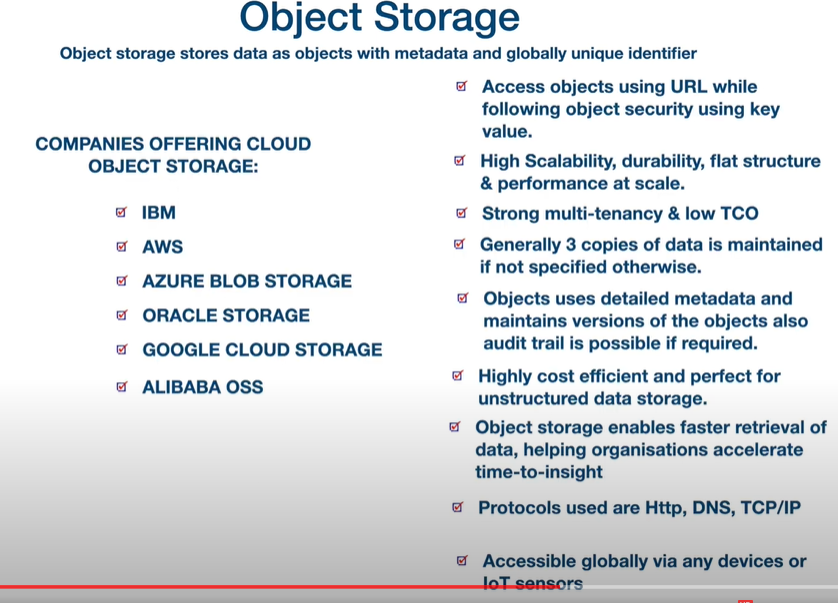 Object Storage
Object storage stores data as objects with metadata and globally unique identifier
COMPANIES OFFERING CLOUD
OBJECT STORAGE:
IBM
AWS
AZURE BLOB STORAGE
ORACLE STORAGE
GOOGLE CLOUD STORAGE
ALIBABA OSS
Access objects using URL while
following object security using key
value.
High Scalability, durability, flat structure
& performance at scale.
Strong multi-tenancy & low TCO
Generally 3 copies of data is maintained
if not specified otherwise.
Objects uses detailed metadata and
maintains versions of the objects also
audit trail is possible if required.
Highly cost efficient and perfect for
unstructured data storage.
Object storage enables faster retrieval of
data, helping organisations accelerate
time-to-insight
Protocols used are Http, DNS, TCP/IP
Accessible globally via any devices or
IoT sensors